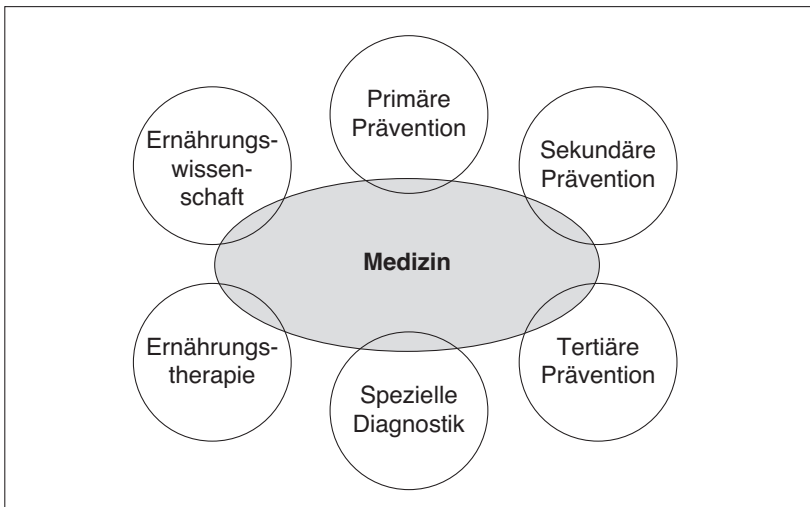 Primäre
Prävention
Ernährungs-
wissen-
schaft
Sekundäre
Prävention
Medizin
Ernährungs-
therapie
Spezielle
Diagnostik
Tertiäre
Prävention